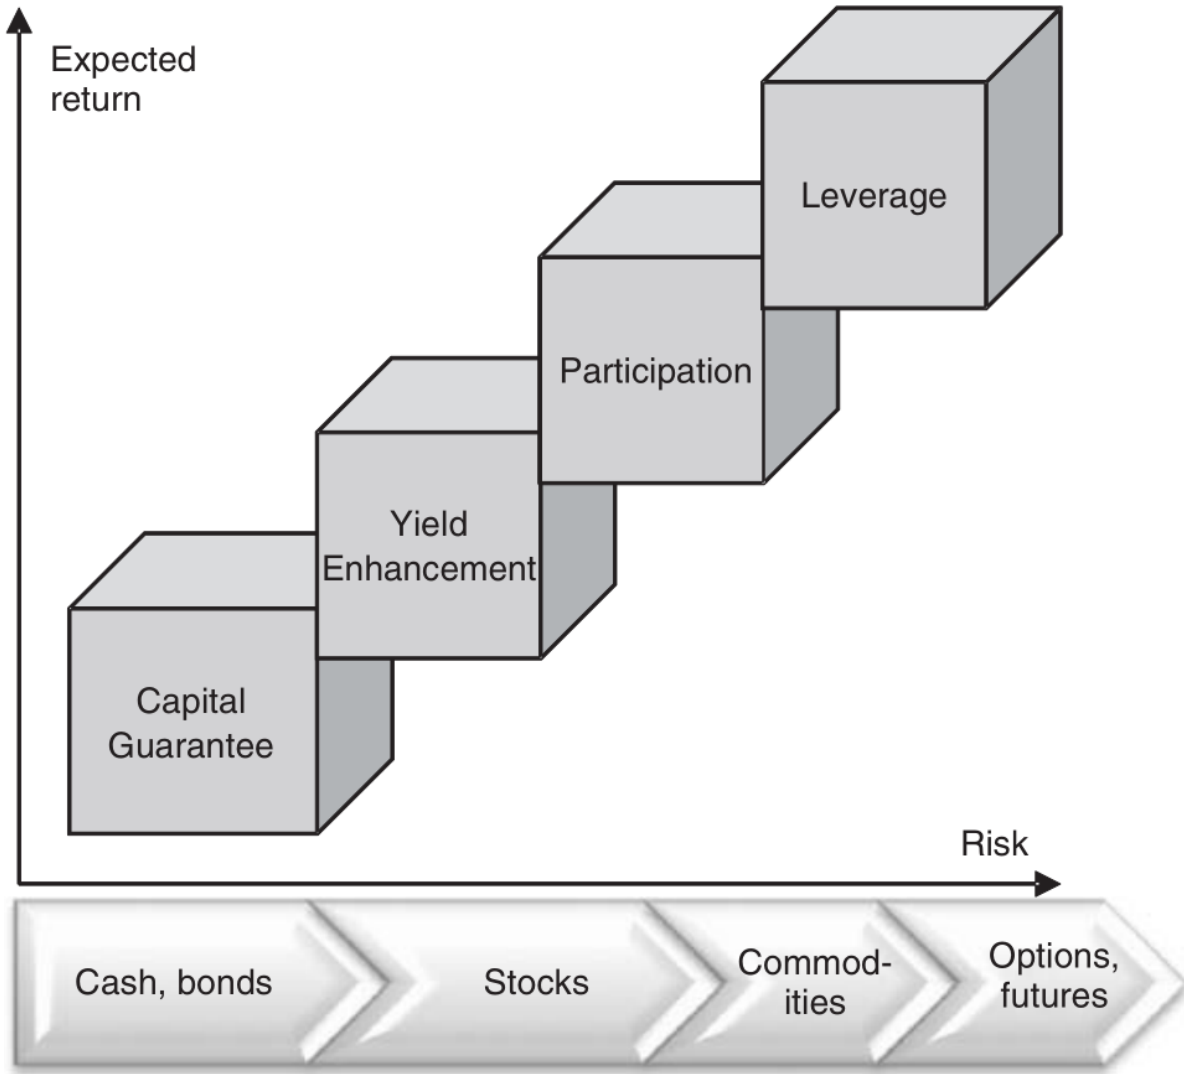 Expected
return
Leverage
Participation
Yield
Enhancement
Capital
Guarantee
Risk
Cash, bonds
Stocks
Commod-
ities
Options,
futures